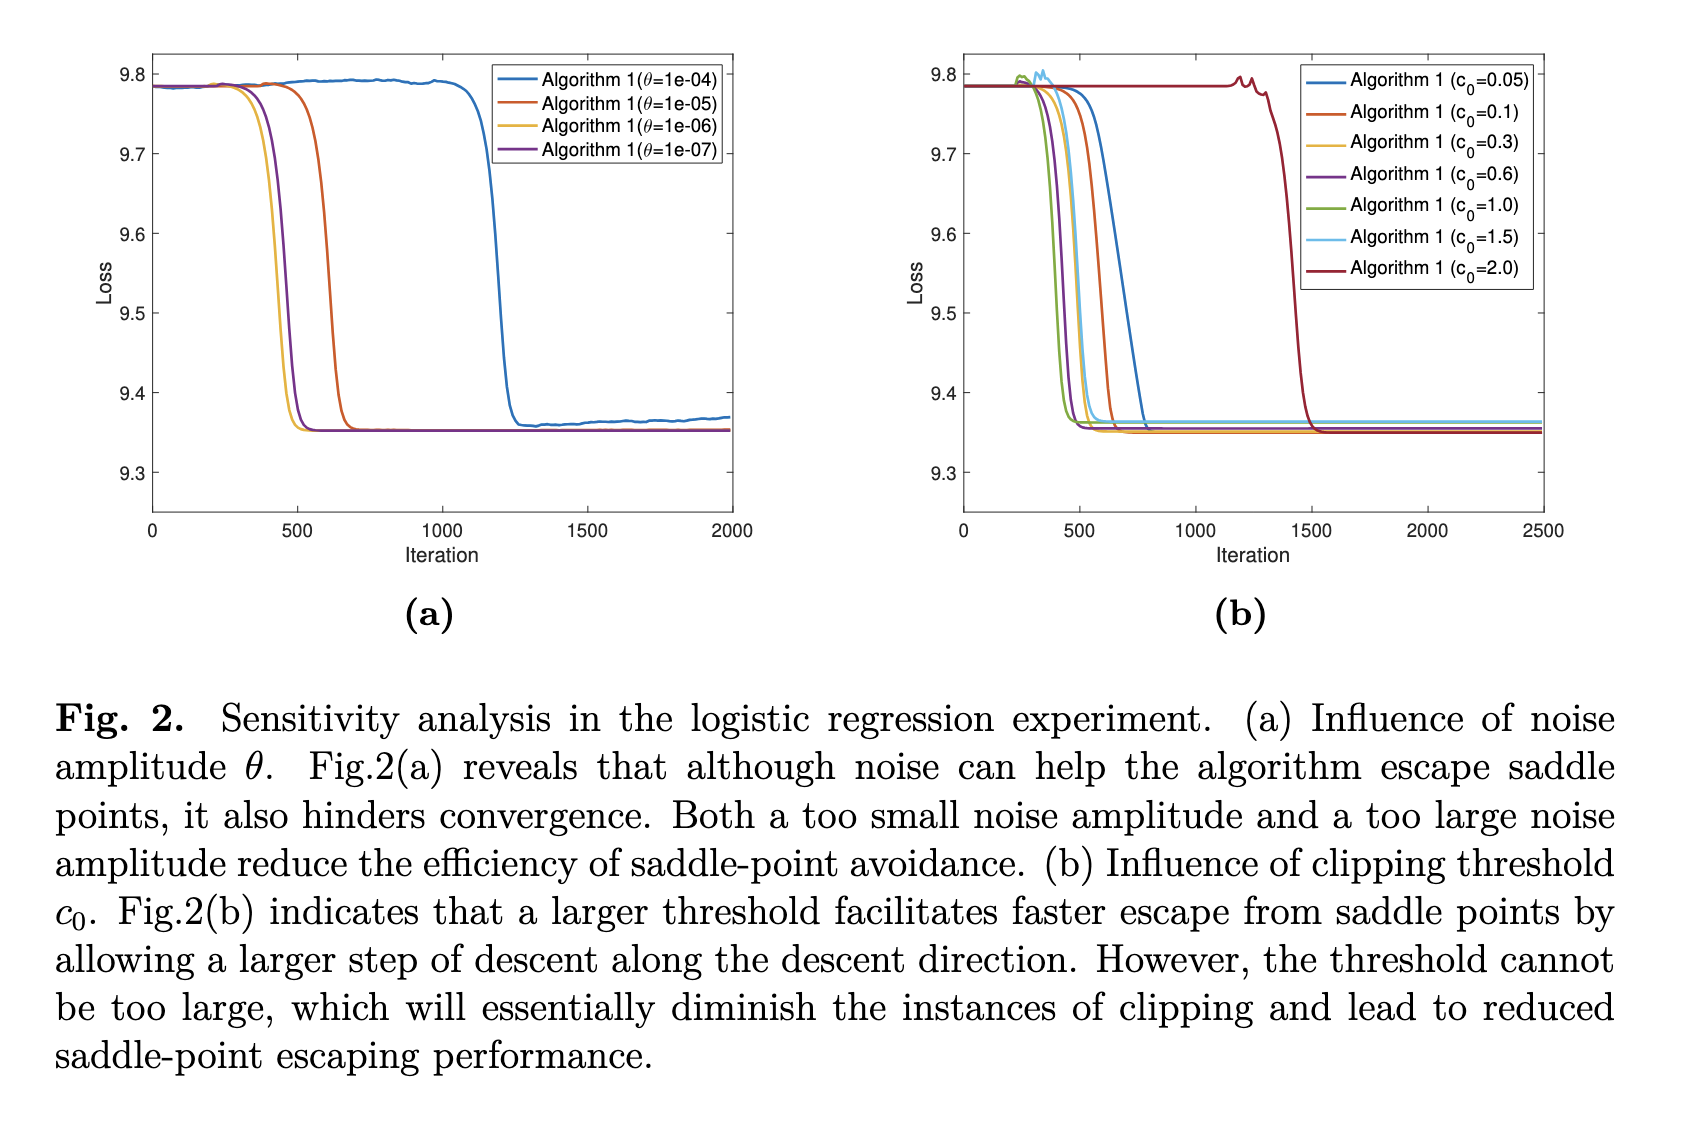 9.8
9.7
9.6
9.5
9.4
9.3
Loss
0
500
1000
1500
2000
Iteration
Algorithm 1(θ=1e-04)
Algorithm 1(θ=1e-05)
Algorithm 1(θ=1e-06)
Algorithm 1(θ=1e-07)
(a)
9.8
9.7
9.6
9.5
9.4
9.3
Loss
0
500
1000
1500
2000
2500
Iteration
Algorithm 1 (c0=0.05)
Algorithm 1 (c0=0.1)
Algorithm 1 (c0=0.3)
Algorithm 1 (c0=0.6)
Algorithm 1 (c0=1.0)
Algorithm 1 (c0=1.5)
Algorithm 1 (c0=2.0)
(b)
Fig. 2. Sensitivity analysis in the logistic regression experiment. (a) Influence of noise
amplitude θ. Fig.2(a) reveals that although noise can help the algorithm escape saddle
points, it also hinders convergence. Both a too small noise amplitude and a too large noise
amplitude reduce the efficiency of saddle-point avoidance. (b) Influence of clipping threshold
c0. Fig.2(b) indicates that a larger threshold facilitates faster escape from saddle points by
allowing a larger step of descent along the descent direction. However, the threshold cannot
be too large, which will essentially diminish the instances of clipping and lead to reduced
saddle-point escaping performance.